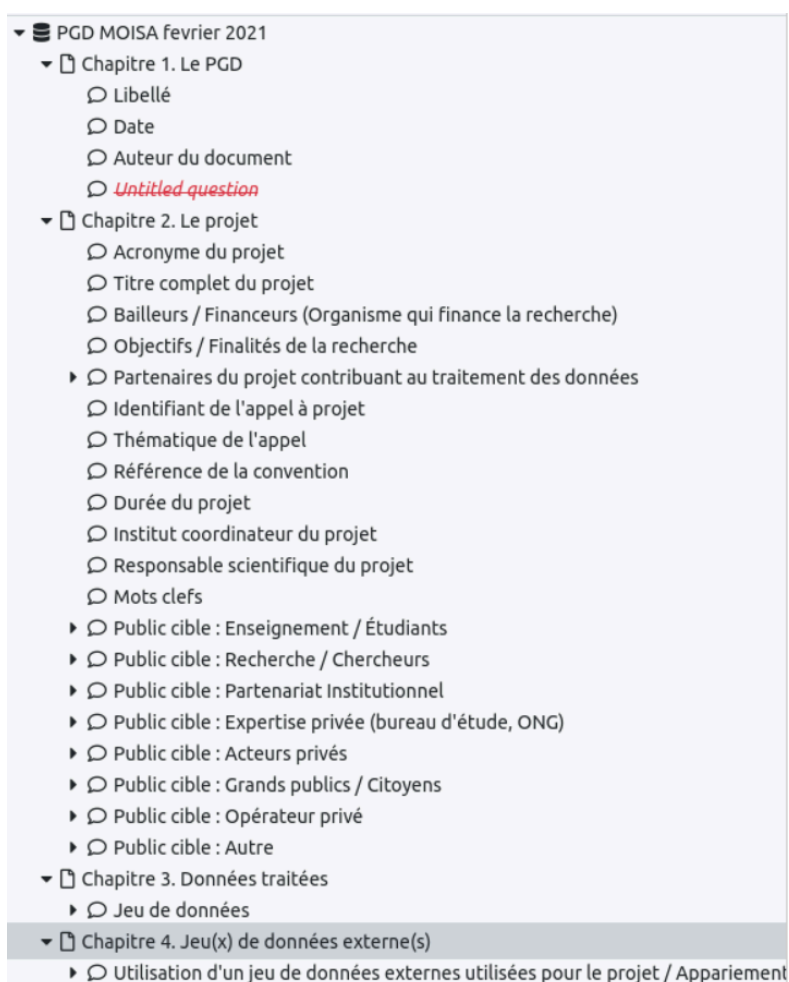 PGD MOISA fevrier 2021
Chapitre 1. Le PGD
Libellé
Date
Auteur du document
Untitled question
Chapitre 2. Le projet
Acronyme du projet
Titre complet du projet
Bailleurs / Financeurs (Organisme qui finance la recherche)
Objectifs / Finalités de la recherche
Partenaires du projet contribuant au traitement des données
Identifiant de l'appel à projet
Thématique de l'appel
Référence de la convention
Durée du projet
Institut coordinateur du projet
Responsable scientifique du projet
Mots clefs
Public cible : Enseignement / Étudiants
Public cible : Recherche / Chercheurs
Public cible : Partenariat Institutionnel
Public cible : Expertise privée (bureau d'étude, ONG)
Public cible : Acteurs privés
Public cible : Grands publics / Citoyens
Public cible : Opérateur privé
Public cible : Autre
Chapitre 3. Données traitées
Jeu de données
Chapitre 4. Jeu(x) de données externe(s)
Utilisation d'un jeu de données externes utilisées pour le projet / Appariement